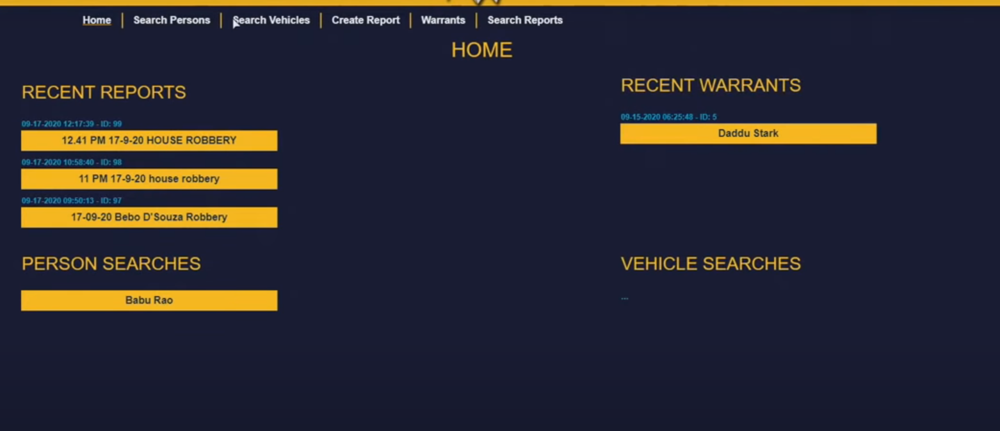 Home | Search Persons | Search Vehicles | Create Report | Warrants | Search Reports
HOME
RECENT REPORTS
09-17-2020 12:17:39 - ID: 99
12.41 PM 17-9-20 HOUSE ROBBERY
09-17-2020 10:58:40 - ID: 98
11 PM 17-9-20 house robbery
09-17-2020 09:50:13 - ID: 97
17-09-20 Bebo D'Souza Robbery
RECENT WARRANTS
09-15-2020 06:25:48 - ID: 5
Daddu Stark
PERSON SEARCHES
Babu Rao
VEHICLE SEARCHES
...